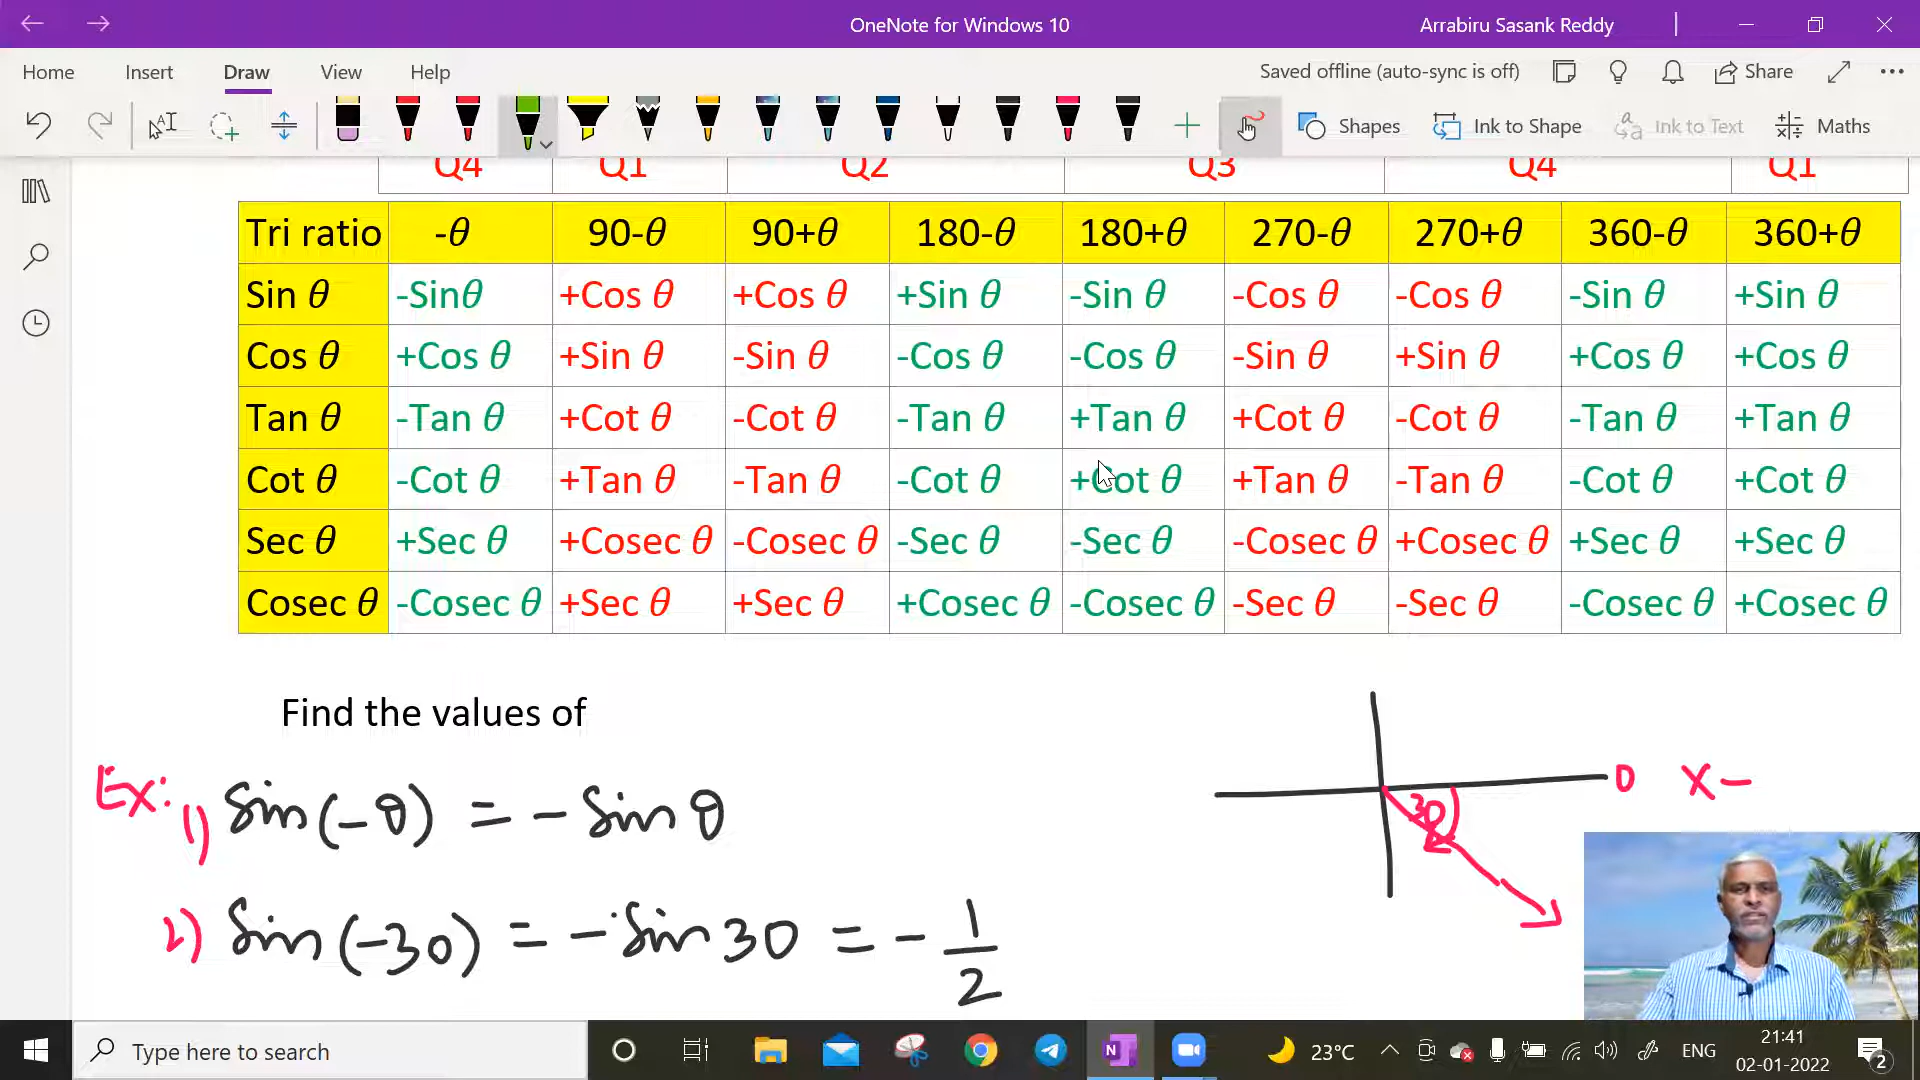 OneNote for Windows 10
Arrabiru Sasank Reddy
Home Insert Draw View Help
Saved offline (auto-sync is off) Share
Shapes Ink to Shape Ink to Text Maths
Q4 Q1 Q2 Q3 Q4 Q1
Tri ratio -θ 90-θ 90+θ 180-θ 180+θ 270-θ 270+θ 360-θ 360+θ
Sin θ -Sinθ +Cos θ +Cos θ +Sin θ -Sin θ -Cos θ -Cos θ -Sin θ +Sin θ
Cos θ +Cos θ +Sin θ -Sin θ -Cos θ -Cos θ -Sin θ +Sin θ +Cos θ +Cos θ
Tan θ -Tan θ +Cot θ -Cot θ -Tan θ +Tan θ +Cot θ -Cot θ -Tan θ +Tan θ
Cot θ -Cot θ +Tan θ -Tan θ -Cot θ +Cot θ +Tan θ -Tan θ -Cot θ +Cot θ
Sec θ +Sec θ +Cosec θ -Cosec θ -Sec θ -Sec θ -Cosec θ +Cosec θ +Sec θ +Sec θ
Cosec θ -Cosec θ +Sec θ +Sec θ +Cosec θ -Cosec θ -Sec θ -Sec θ -Cosec θ +Cosec θ
Find the values of
Ex: 1) Sin(-θ) = - Sin θ
0 X-
30
2) Sin(-30) = - Sin 30 = - 1/2
Type here to search
23°C ENG 21:41
02-01-2022
2